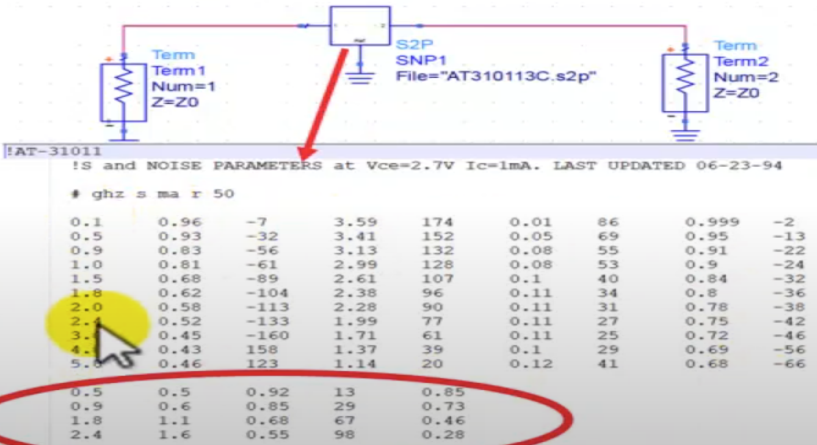 Term
Term1
Num=1
Z=Z0
S2P
SNP1
File="AT310113C.s2p"
Term
Term2
Num=2
Z=Z0
!AT-31011
!S and NOISE PARAMETERS at Vce=2.7V Ic=1mA. LAST UPDATED 06-23-94
# ghz s ma r 50
0.1 0.96 -7 3.59 174 0.01 86 0.999 -2
0.5 0.93 -32 3.41 152 0.05 69 0.95 -13
0.9 0.83 -56 3.13 132 0.08 55 0.91 -22
1.0 0.81 -61 2.99 128 0.08 53 0.9 -24
1.5 0.68 -89 2.61 107 0.1 40 0.84 -32
1.8 0.62 -104 2.38 96 0.11 34 0.8 -36
2.0 0.58 -113 2.28 90 0.11 31 0.78 -38
0.52 -133 1.99 77 0.11 27 0.75 -42
0.45 -160 1.71 61 0.11 25 0.72 -46
0.43 158 1.37 39 0.1 29 0.69 -56
0.46 123 1.14 20 0.12 41 0.68 -66
0.5 0.5 0.92 13 0.85
0.9 0.6 0.85 29 0.73
1.8 1.1 0.68 67 0.46
2.4 1.6 0.55 98 0.28